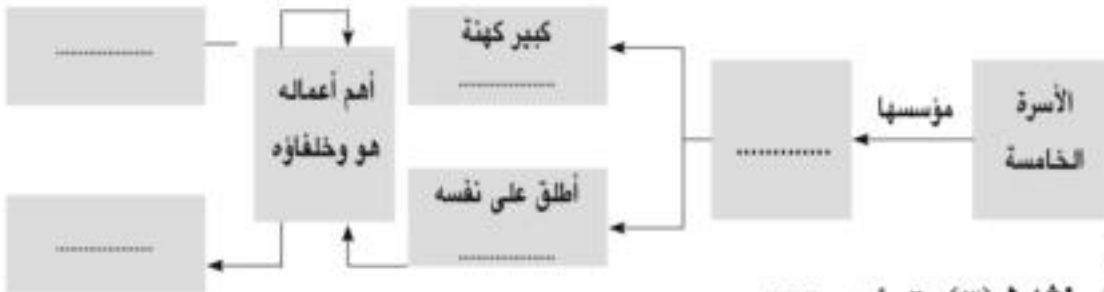 الأسرة
الخامسة
مؤسسها
.............
كبير كهنة
.............
أطلق على نفسه
.............
أهم أعماله
هو وخلفاؤه
.............
.............